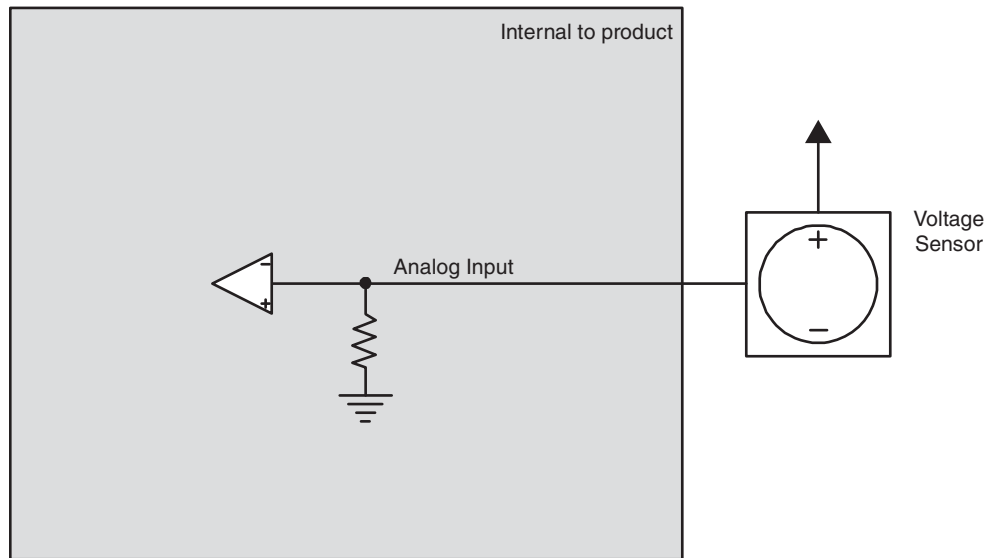 Internal to product
Voltage
Sensor
Analog Input